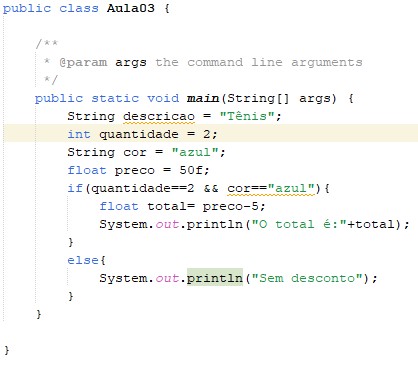 public class Aula03 {
/**
* @param args the command line arguments
*/
public static void main(String[] args) {
String descricao = "Tênis";
int quantidade = 2;
String cor = "azul";
float preco = 50f;
if(quantidade==2 && cor=="azul"){
float total= preco-5;
System.out.println("O total é:"+total);
}
else{
System.out.println("Sem desconto");
}
}
}